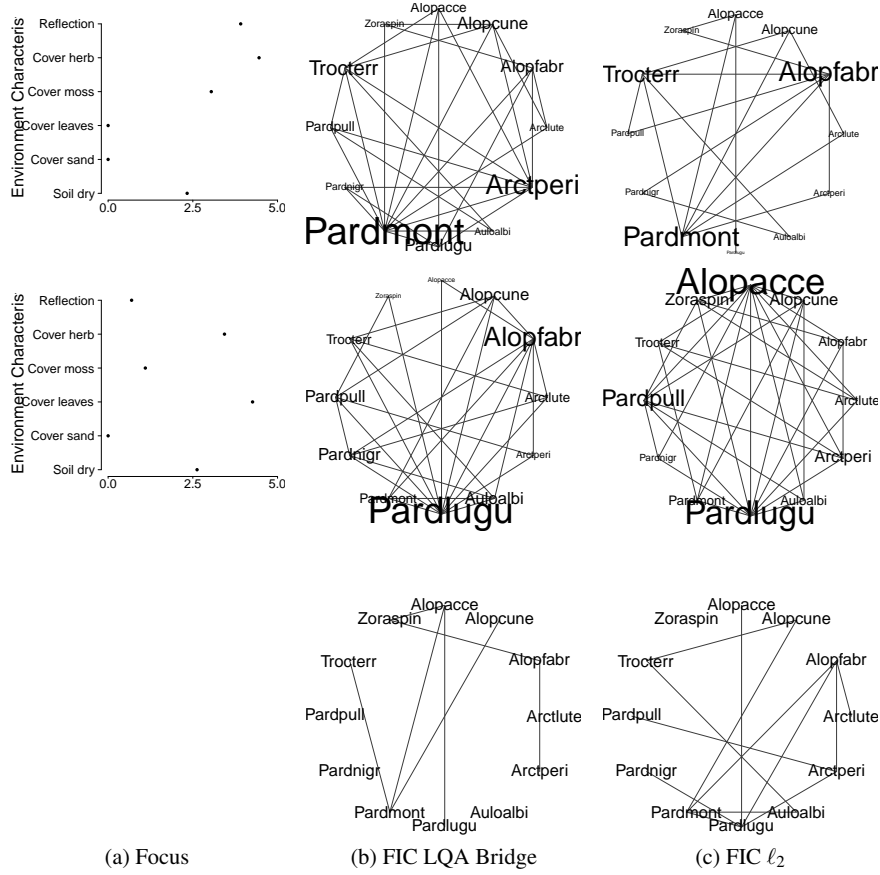 Environment Characteris
Reflection
Cover herb
Cover moss
Cover leaves
Cover sand
Soil dry
0.0 2.5 5.0
Alopacce
Zoraspin
Alopcune
Trocterr
Alopfabr
Pardpull
Arctlute
Pardnigr
Arctperi
Pardmont
Auloalbi
Pardlugu
Alopacce
Zoraspin
Alopcune
Trocterr
Alopfabr
Pardpull
Arctlute
Pardnigr
Arctperi
Pardmont
Auloalbi
Pardlugu
Environment Characteris
Reflection
Cover herb
Cover moss
Cover leaves
Cover sand
Soil dry
0.0 2.5 5.0
Alopacce
Zoraspin
Alopcune
Trocterr
Alopfabr
Pardpull
Arctlute
Pardnigr
Arctperi
Pardmont
Auloalbi
Pardlugu
Alopacce
Zoraspin
Alopcune
Trocterr
Alopfabr
Pardpull
Arctlute
Pardnigr
Arctperi
Pardmont
Auloalbi
Pardlugu
Alopacce
Zoraspin
Alopcune
Trocterr
Alopfabr
Pardpull
Arctlute
Pardnigr
Arctperi
Pardmont
Auloalbi
Pardlugu
Alopacce
Zoraspin
Alopcune
Trocterr
Alopfabr
Pardpull
Arctlute
Pardnigr
Arctperi
Pardmont
Auloalbi
Pardlugu
(a) Focus
(b) FIC LQA Bridge
(c) FIC ℓ2